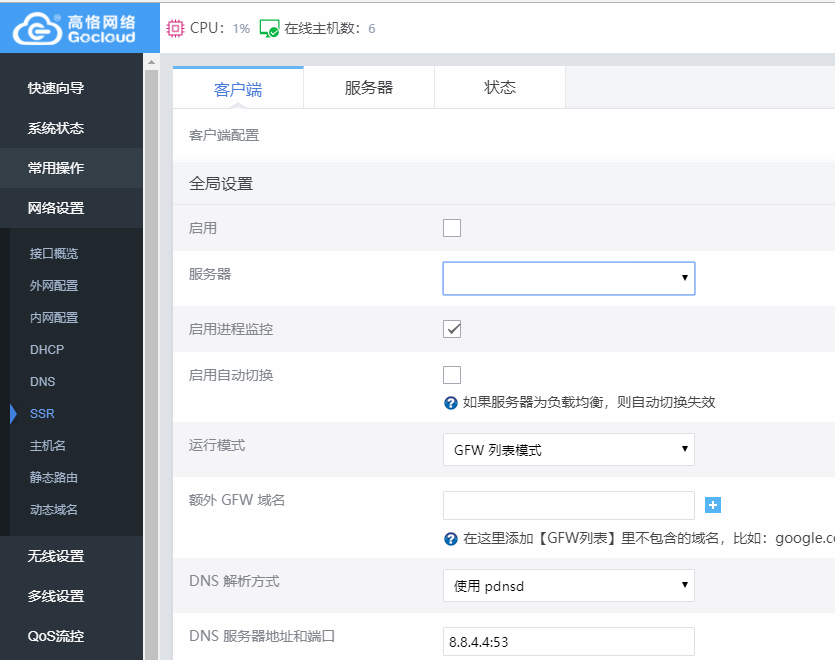 高恪网络
Gocloud
CPU： 1% 在线主机数： 6
快速向导
系统状态
常用操作
网络设置
接口概览
外网配置
内网配置
DHCP
DNS
SSR
主机名
静态路由
动态域名
无线设置
多线设置
QoS流控
客户端 服务器 状态
客户端配置
全局设置
启用
服务器
启用进程监控
启用自动切换
如果服务器为负载均衡，则自动切换失效
运行模式 GFW 列表模式
额外 GFW 域名
在这里添加【GFW列表】里不包含的域名，比如：google.c
DNS 解析方式 使用 pdnsd
DNS 服务器地址和端口 8.8.4.4:53